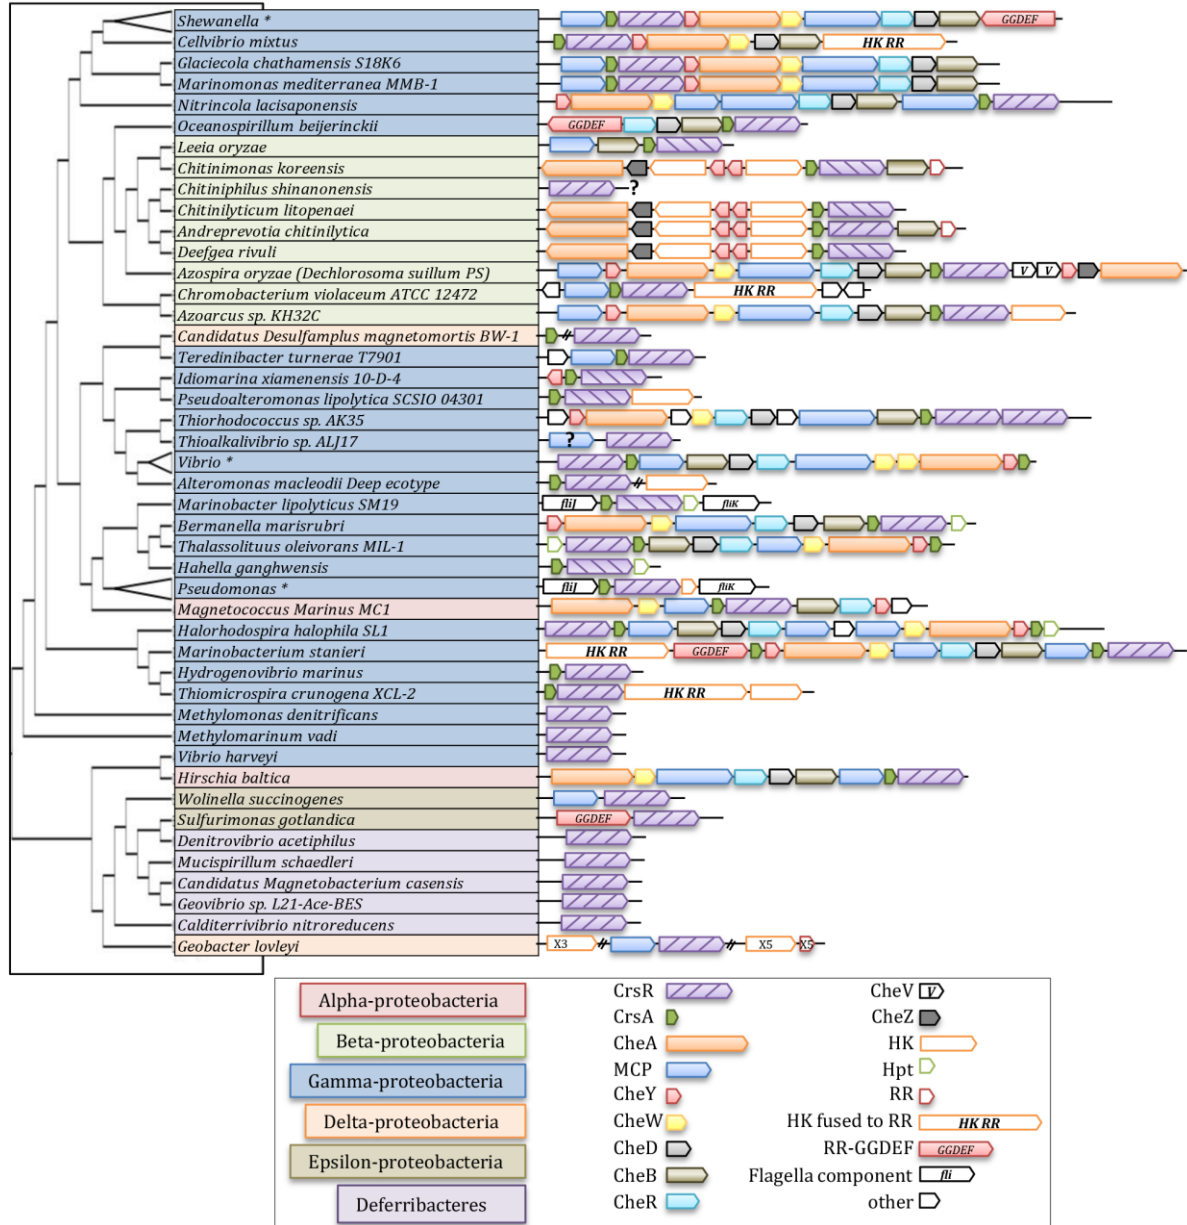 Shewanella *
GGDEF
Cellvibrio mixtus
HK RR
Glaciecola chathamensis S18K6
Marinomonas mediterranea MMB-1
Nitrincola lacisaponensis
Oceanospirillum beijerinckii
GGDEF
Leeia oryzae
Chitinimonas koreensis
Chitiniphilus shinanonensis
?
Chitinilyticum litopenaei
Andreprevotia chitinilytica
Deefgea rivuli
Azospira oryzae (Dechlorosoma suillum PS)
V V
Chromobacterium violaceum ATCC 12472
HK RR
Azoarcus sp. KH32C
Candidatus Desulfamplus magnetomortis BW-1
Teredinibacter turnerae T7901
Idiomarina xiamenensis 10-D-4
Pseudoalteromonas lipolytica SCSIO 04301
Thiorhodococcus sp. AK35
Thioalkalivibrio sp. ALJ17
?
Vibrio *
Alteromonas macleodii Deep ecotype
Marinobacter lipolyticus SM19
fliJ fliK
Bermanella marisrubri
Thalassolituus oleivorans MIL-1
Hahella ganghwensis
Pseudomonas *
fliJ fliK
Magnetococcus Marinus MC1
Halorhodospira halophila SL1
Marinobacterium stanieri
HK RR GGDEF
Hydrogenovibrio marinus
Thiomicrospira crunogena XCL-2
HK RR
Methylomonas denitrificans
Methylomarinum vadi
Vibrio harveyi
Hirschia baltica
Wolinella succinogenes
Sulfurimonas gotlandica
GGDEF
Denitrovibrio acetiphilus
Mucispirillum schaedleri
Candidatus Magnetobacterium casensis
Geovibrio sp. L21-Ace-BES
Calditerrivibrio nitroreducens
Geobacter lovleyi
X3 X5 X5
Alpha-proteobacteria
Beta-proteobacteria
Gamma-proteobacteria
Delta-proteobacteria
Epsilon-proteobacteria
Deferribacteres
CrsR
CrsA
CheA
MCP
CheY
CheW
CheD
CheB
CheR
CheV V
CheZ
HK
Hpt
RR
HK fused to RR HK RR
RR-GGDEF GGDEF
Flagella component fli
other